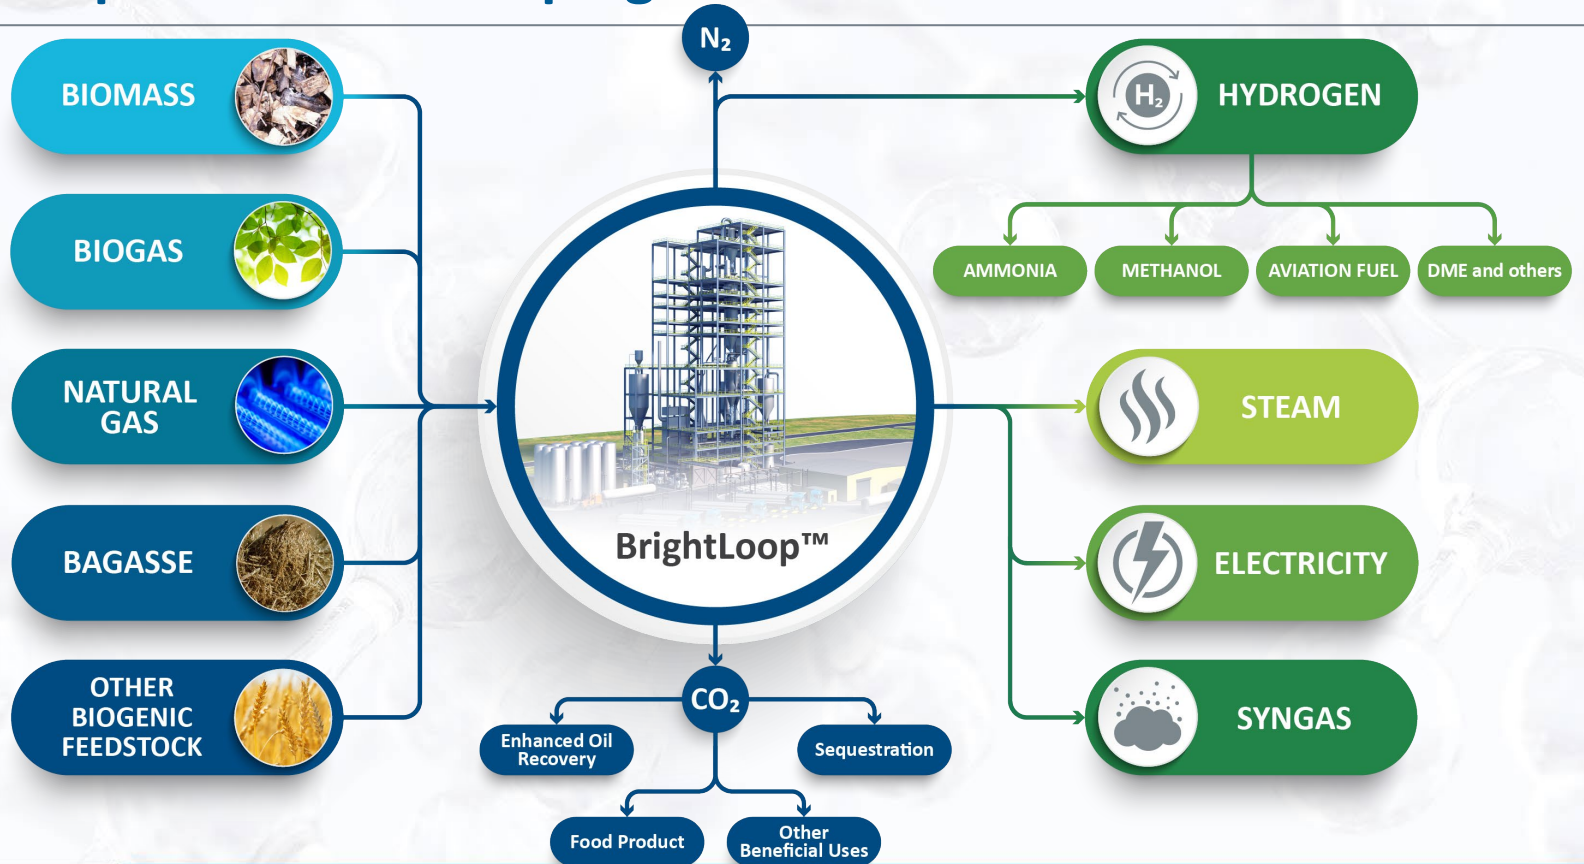 N₂
BIOMASS
H₂
HYDROGEN
BIOGAS
AMMONIA
METHANOL
AVIATION FUEL
DME and others
NATURAL
GAS
STEAM
BrightLoop™
BAGASSE
ELECTRICITY
OTHER
BIOGENIC
FEEDSTOCK
CO₂
SYNGAS
Enhanced Oil
Recovery
Sequestration
Food Product
Other
Beneficial Uses